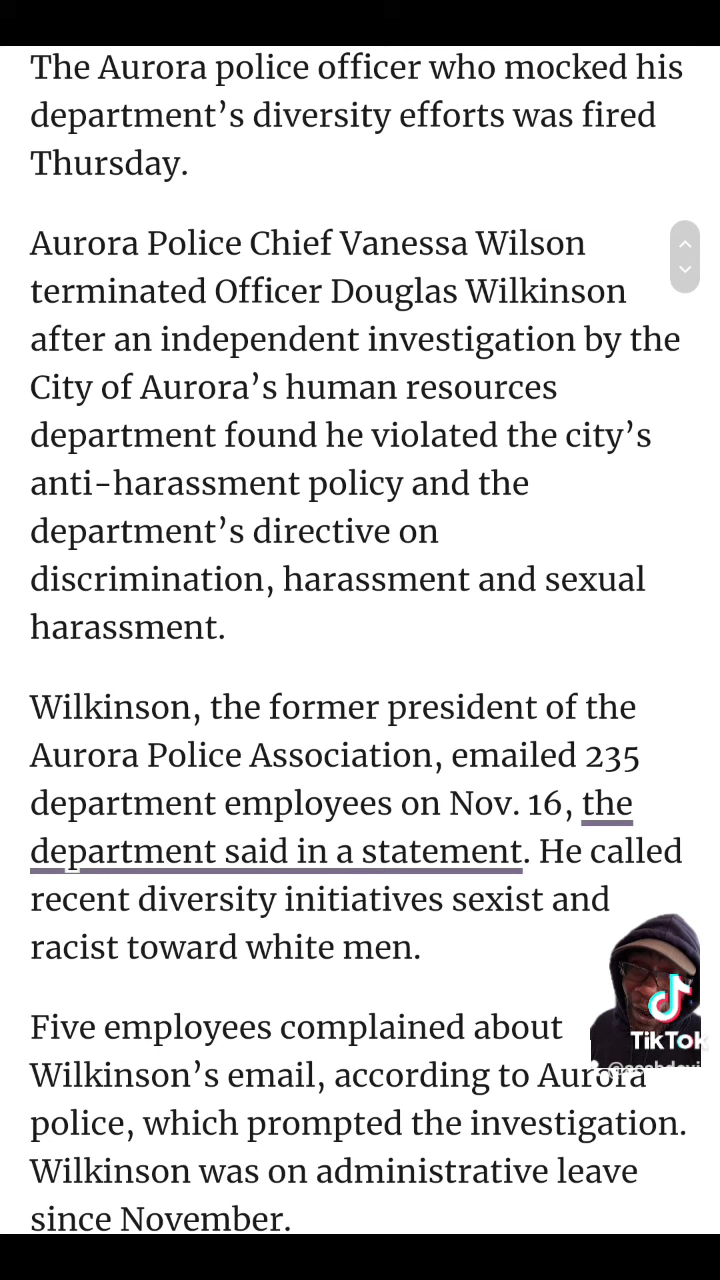 The Aurora police officer who mocked his
department’s diversity efforts was fired
Thursday.
Aurora Police Chief Vanessa Wilson
terminated Officer Douglas Wilkinson
after an independent investigation by the
City of Aurora’s human resources
department found he violated the city’s
anti-harassment policy and the
department’s directive on
discrimination, harassment and sexual
harassment.
Wilkinson, the former president of the
Aurora Police Association, emailed 235
department employees on Nov. 16, the
department said in a statement. He called
recent diversity initiatives sexist and
racist toward white men.
Five employees complained about
Wilkinson’s email, according to Aurora
police, which prompted the investigation.
Wilkinson was on administrative leave
since November.
TikTok